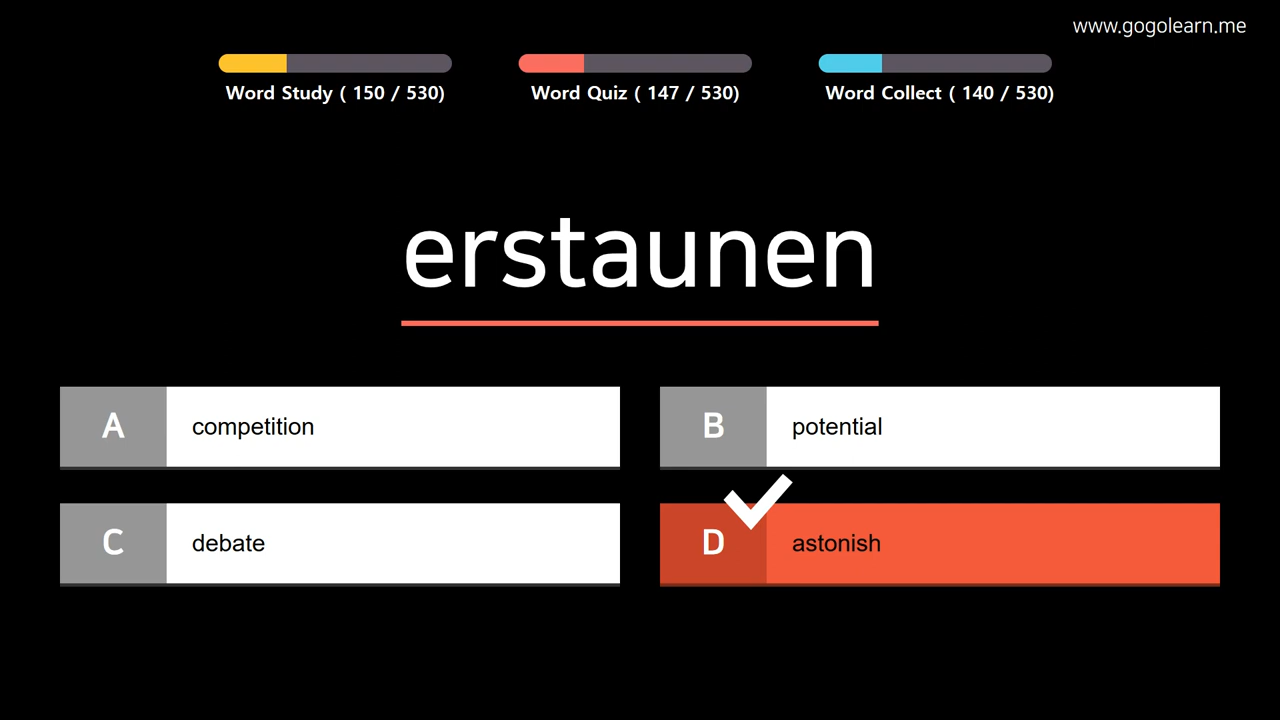 www.gogolearn.me
Word Study ( 150 / 530)
Word Quiz ( 147 / 530)
Word Collect ( 140 / 530)
erstaunen
A competition
B potential
C debate
D astonish